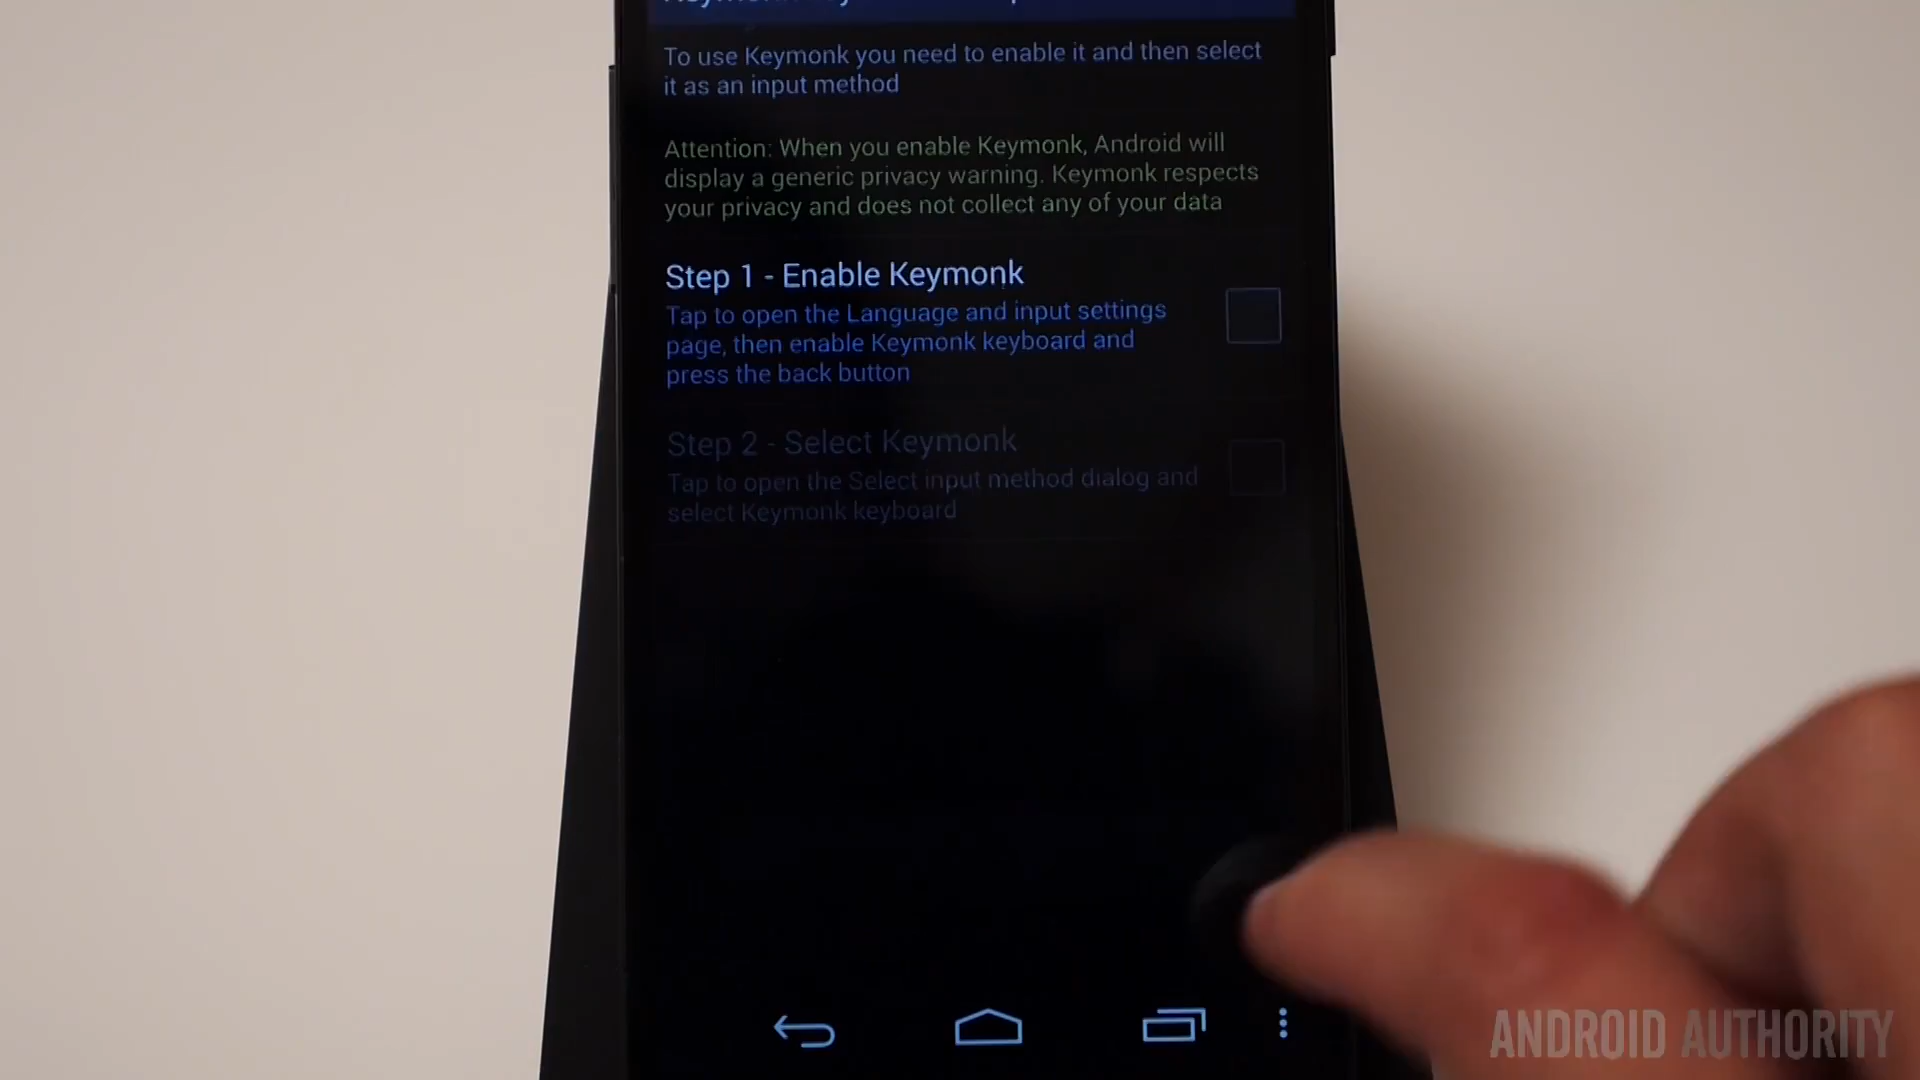 To use Keymonk you need to enable it and then select
it as an input method
Attention: When you enable Keymonk, Android will
display a generic privacy warning. Keymonk respects
your privacy and does not collect any of your data
Step 1 - Enable Keymonk
Tap to open the Language and input settings
page, then enable Keymonk keyboard and
press the back button
Step 2 - Select Keymonk
Tap to open the Select input method dialog and
select Keymonk keyboard
ANDROID AUTHORITY